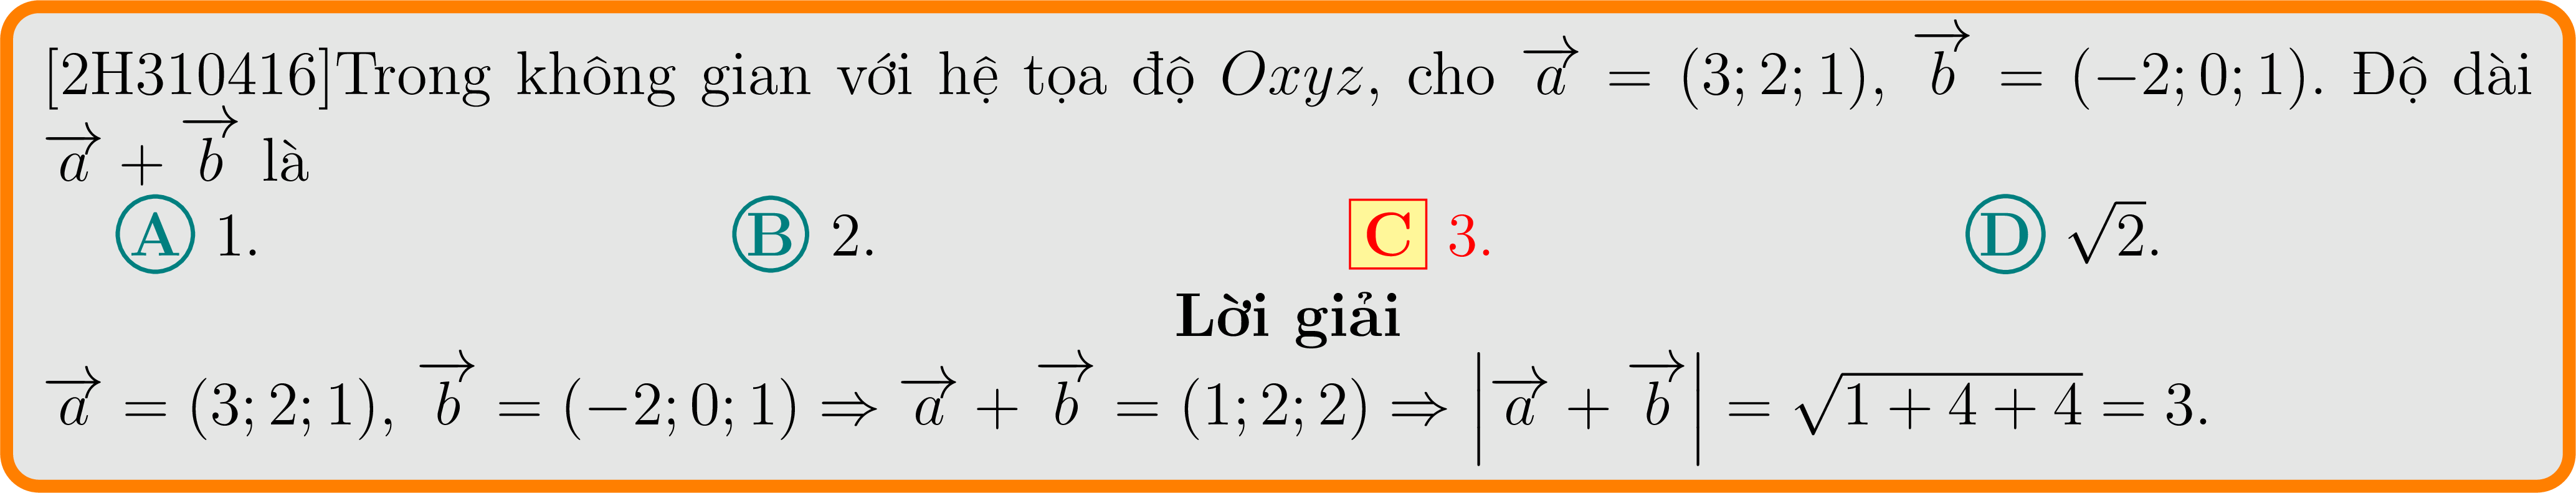 [2H310416]Trong không gian với hệ tọa độ $Oxyz$, cho $\overrightarrow{a} = (3; 2; 1)$, $\overrightarrow{b} = (-2; 0; 1)$. Độ dài
$\overrightarrow{a} + \overrightarrow{b}$ là
A 1. B 2. C 3. D $\sqrt{2}$.
Lời giải
$\overrightarrow{a} = (3; 2; 1)$, $\overrightarrow{b} = (-2; 0; 1) \Rightarrow \overrightarrow{a} + \overrightarrow{b} = (1; 2; 2) \Rightarrow \left|\overrightarrow{a} + \overrightarrow{b}\right| = \sqrt{1 + 4 + 4} = 3.$